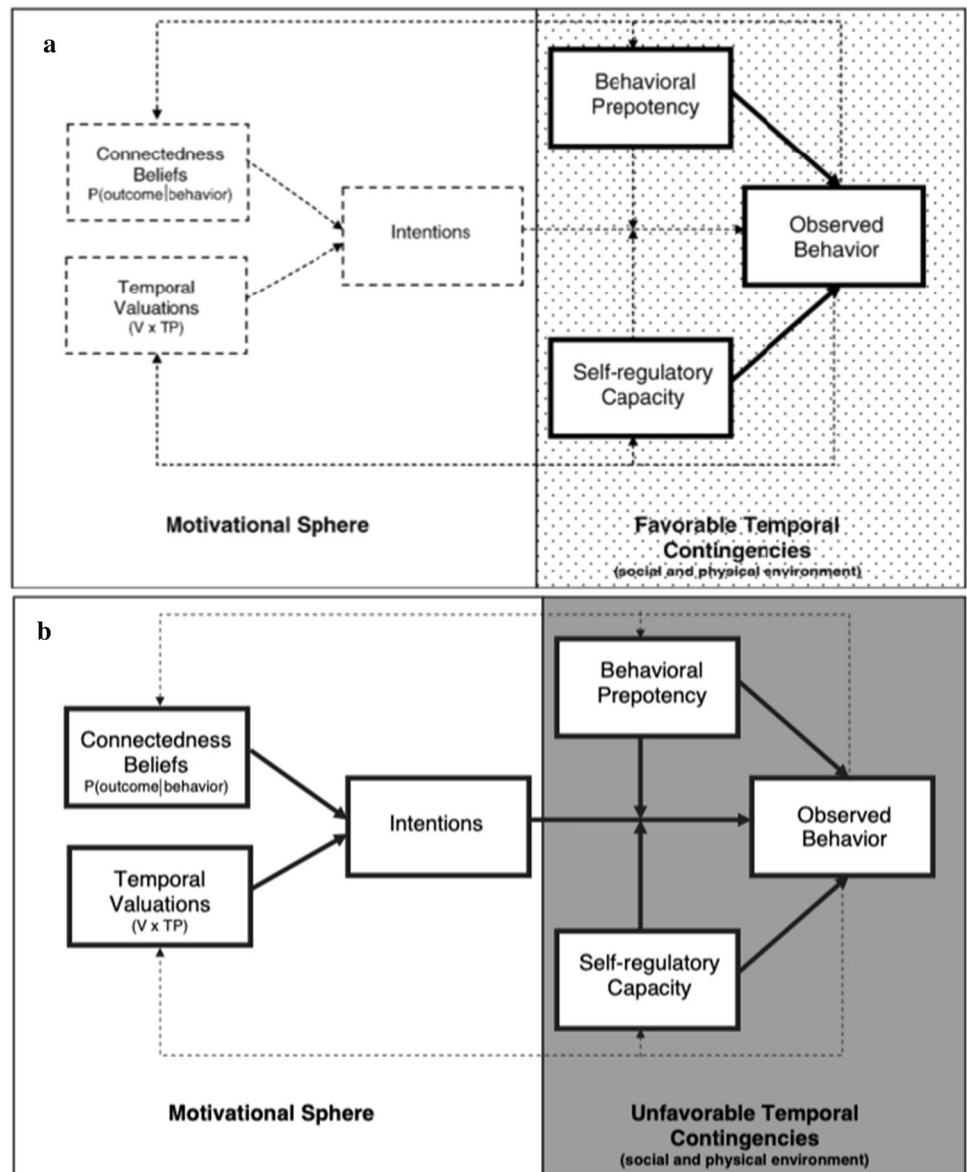 a
Behavioral
Prepotency
Connectedness
Beliefs
P(outcome|behavior)
Intentions
Observed
Behavior
Temporal
Valuations
(V x TP)
Self-regulatory
Capacity
Motivational Sphere
Favorable Temporal
Contingencies
(social and physical environment)
b
Behavioral
Prepotency
Connectedness
Beliefs
P(outcome|behavior)
Intentions
Observed
Behavior
Temporal
Valuations
(V x TP)
Self-regulatory
Capacity
Motivational Sphere
Unfavorable Temporal
Contingencies
(social and physical environment)